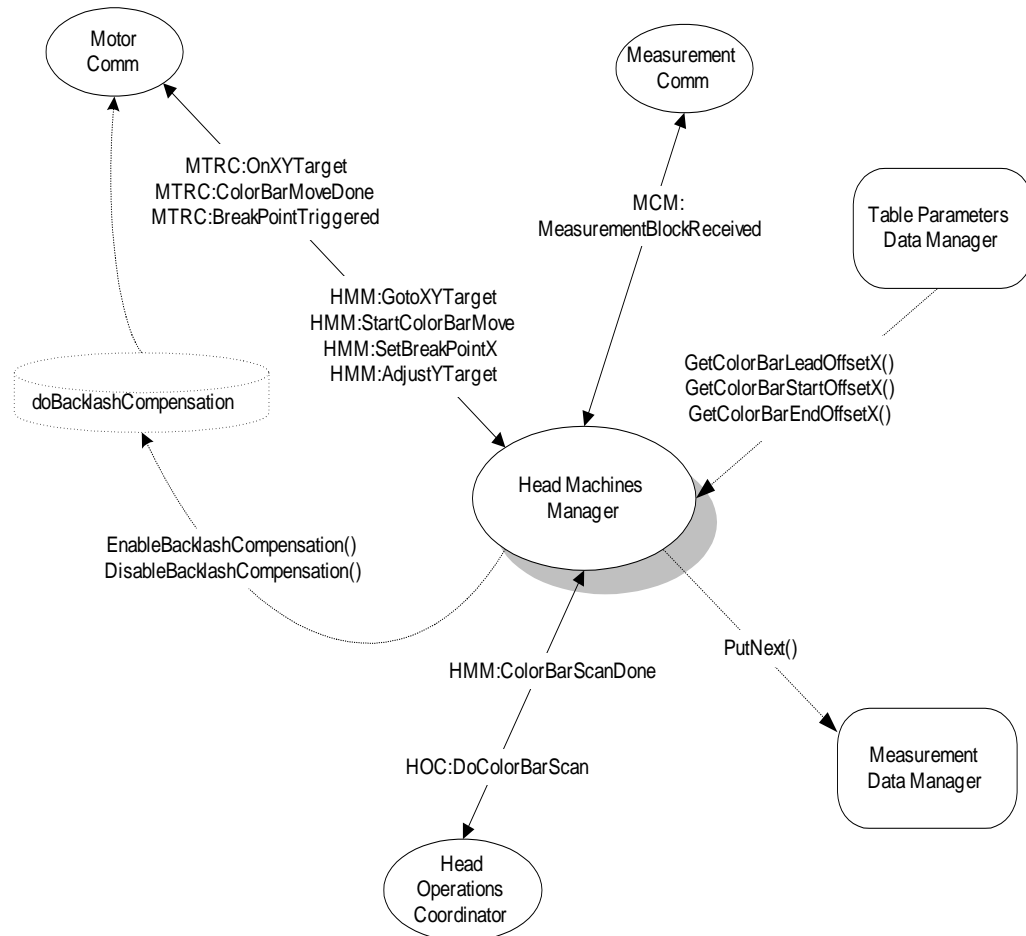 Motor
Comm
Measurement
Comm
MTRC:OnXYTarget
MTRC:ColorBarMoveDone
MTRC:BreakPointTriggered
MCM:
MeasurementBlockReceived
Table Parameters
Data Manager
HMM:GotoXYTarget
HMM:StartColorBarMove
HMM:SetBreakPointX
HMM:AdjustYTarget
GetColorBarLeadOffsetX()
GetColorBarStartOffsetX()
GetColorBarEndOffsetX()
doBacklashCompensation
Head Machines
Manager
EnableBacklashCompensation()
DisableBacklashCompensation()
PutNext()
HMM:ColorBarScanDone
HOC:DoColorBarScan
Measurement
Data Manager
Head
Operations
Coordinator